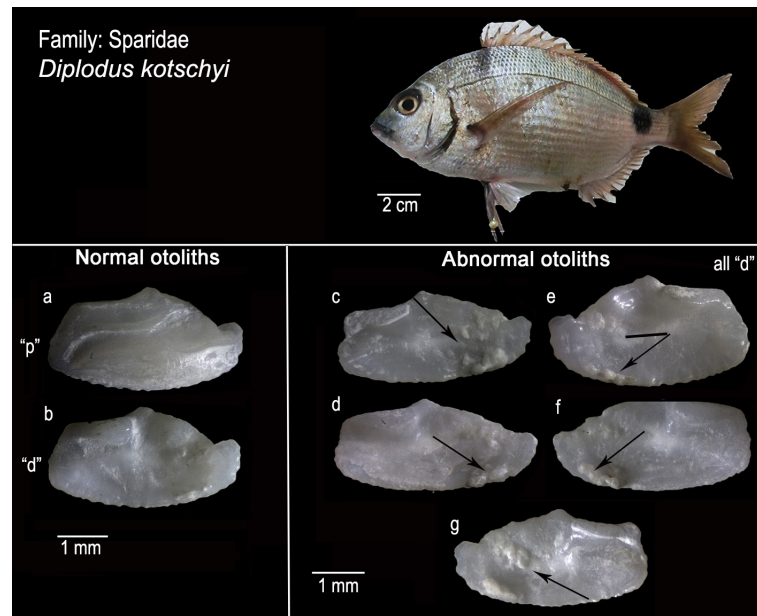 Family: Sparidae
Diplodus kotschyi
2 cm
Normal otoliths
a
"p"
b
"d"
1 mm
Abnormal otoliths
all "d"
c
e
d
f
g
1 mm